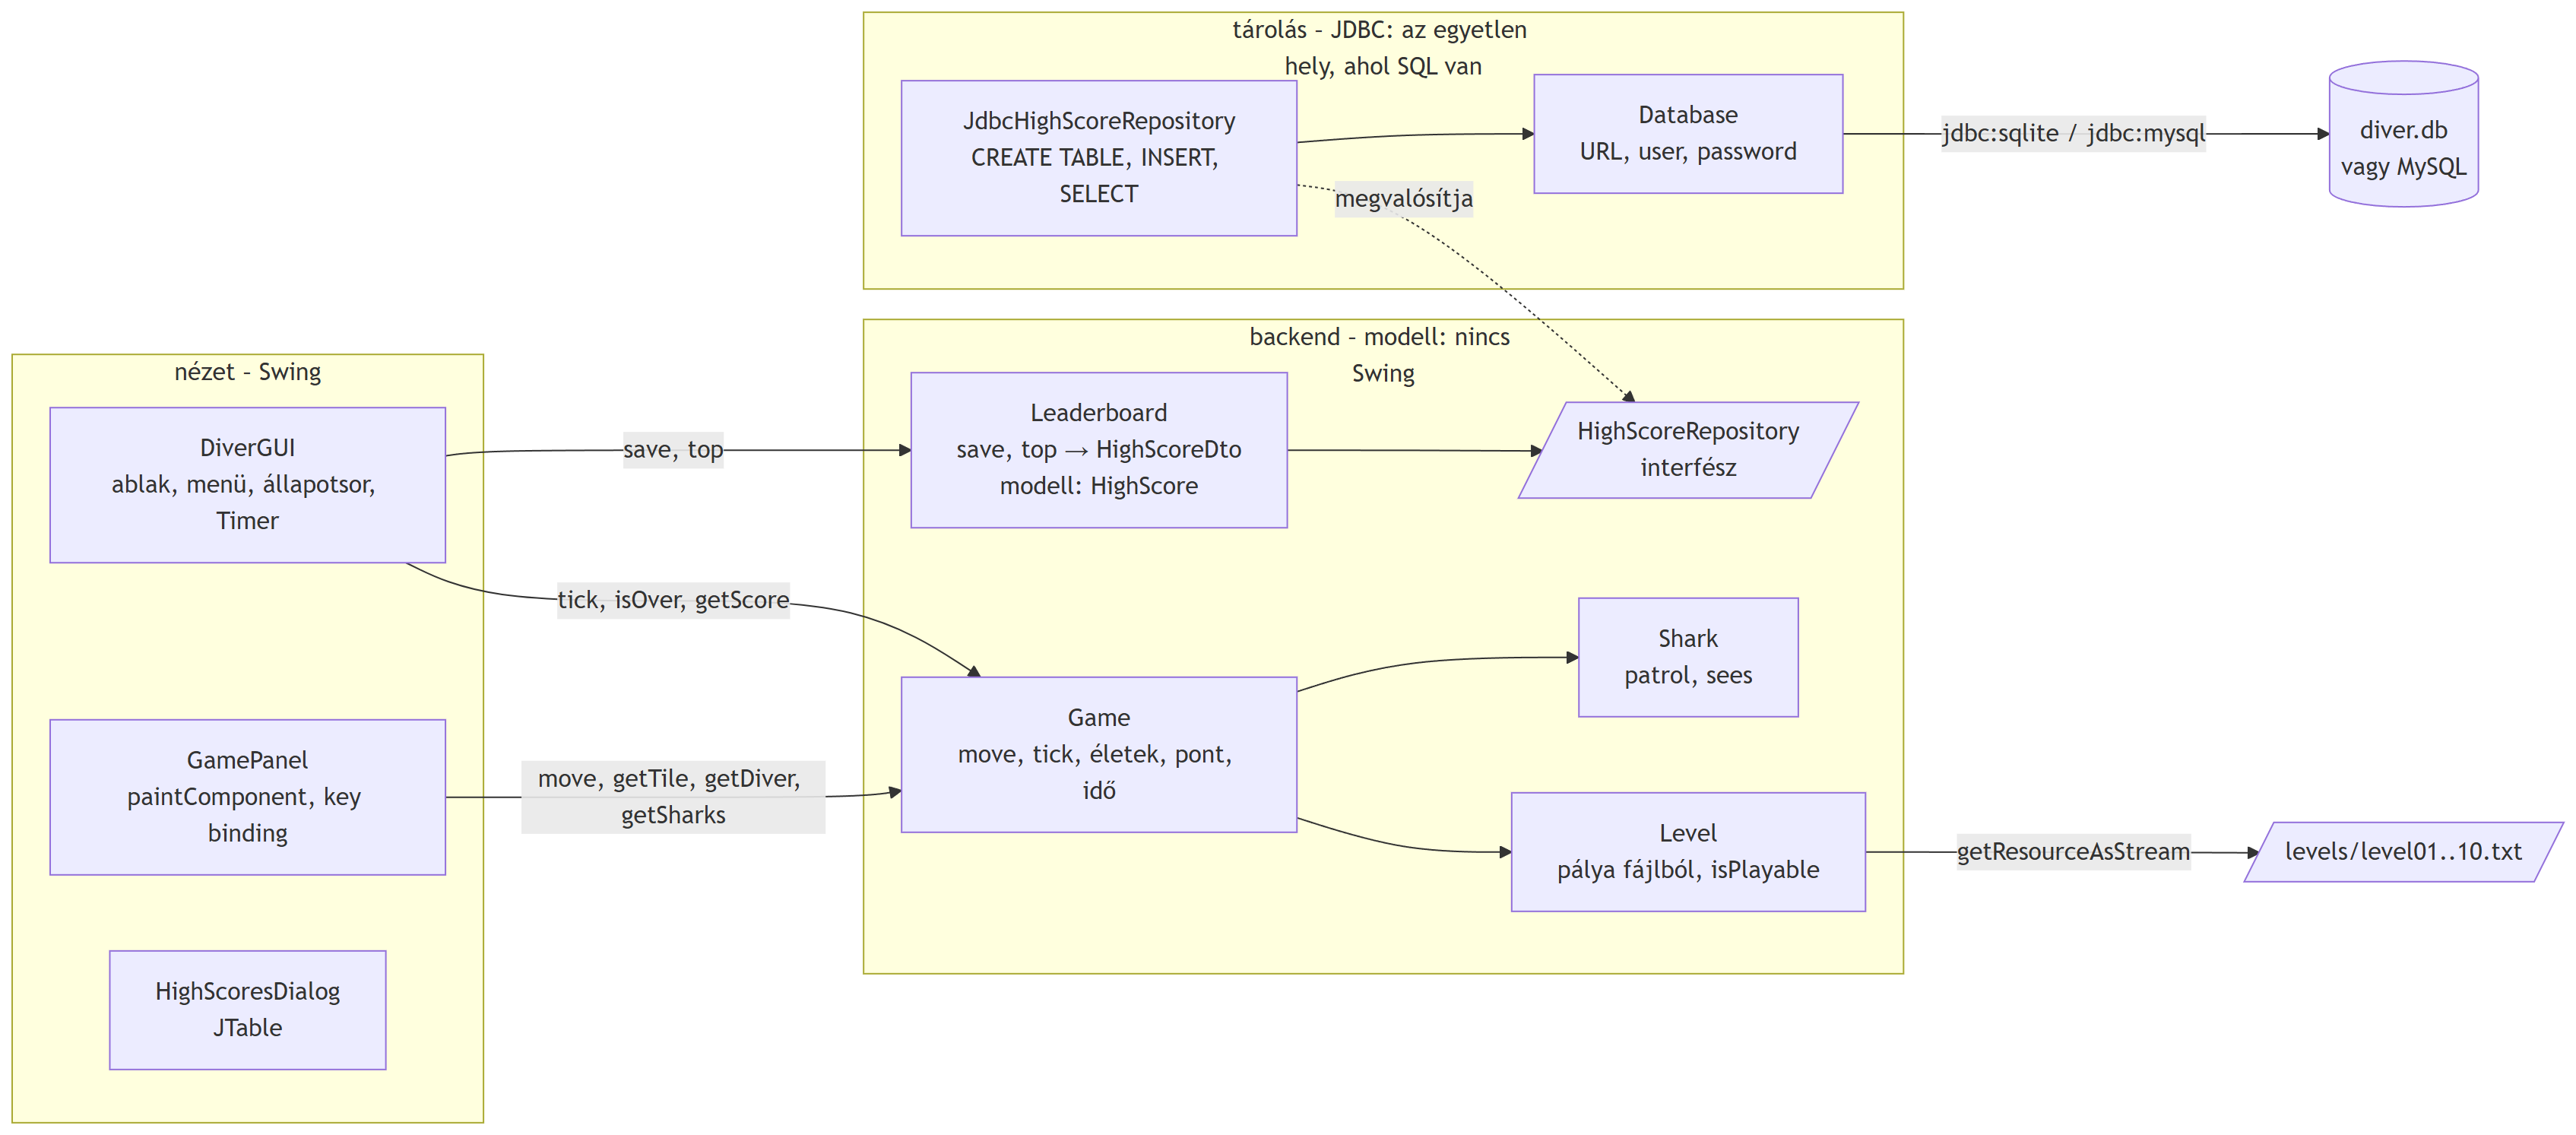 tárolás - JDBC: az egyetlen
hely, ahol SQL van
JdbcHighScoreRepository
CREATE TABLE, INSERT,
SELECT
Database
URL, user, password
jdbc:sqlite / jdbc:mysql
diver.db
vagy MySQL
megvalósítja
backend - modell: nincs
Swing
nézet - Swing
DiverGUI
ablak, menü, állapotsor,
Timer
save, top
Leaderboard
save, top → HighScoreDto
modell: HighScore
HighScoreRepository
interfész
tick, isOver, getScore
Shark
patrol, sees
GamePanel
paintComponent, key
binding
move, getTile, getDiver,
getSharks
Game
move, tick, életek, pont,
idő
Level
pálya fájlból, isPlayable
getResourceAsStream
levels/level01..10.txt
HighScoresDialog
JTable